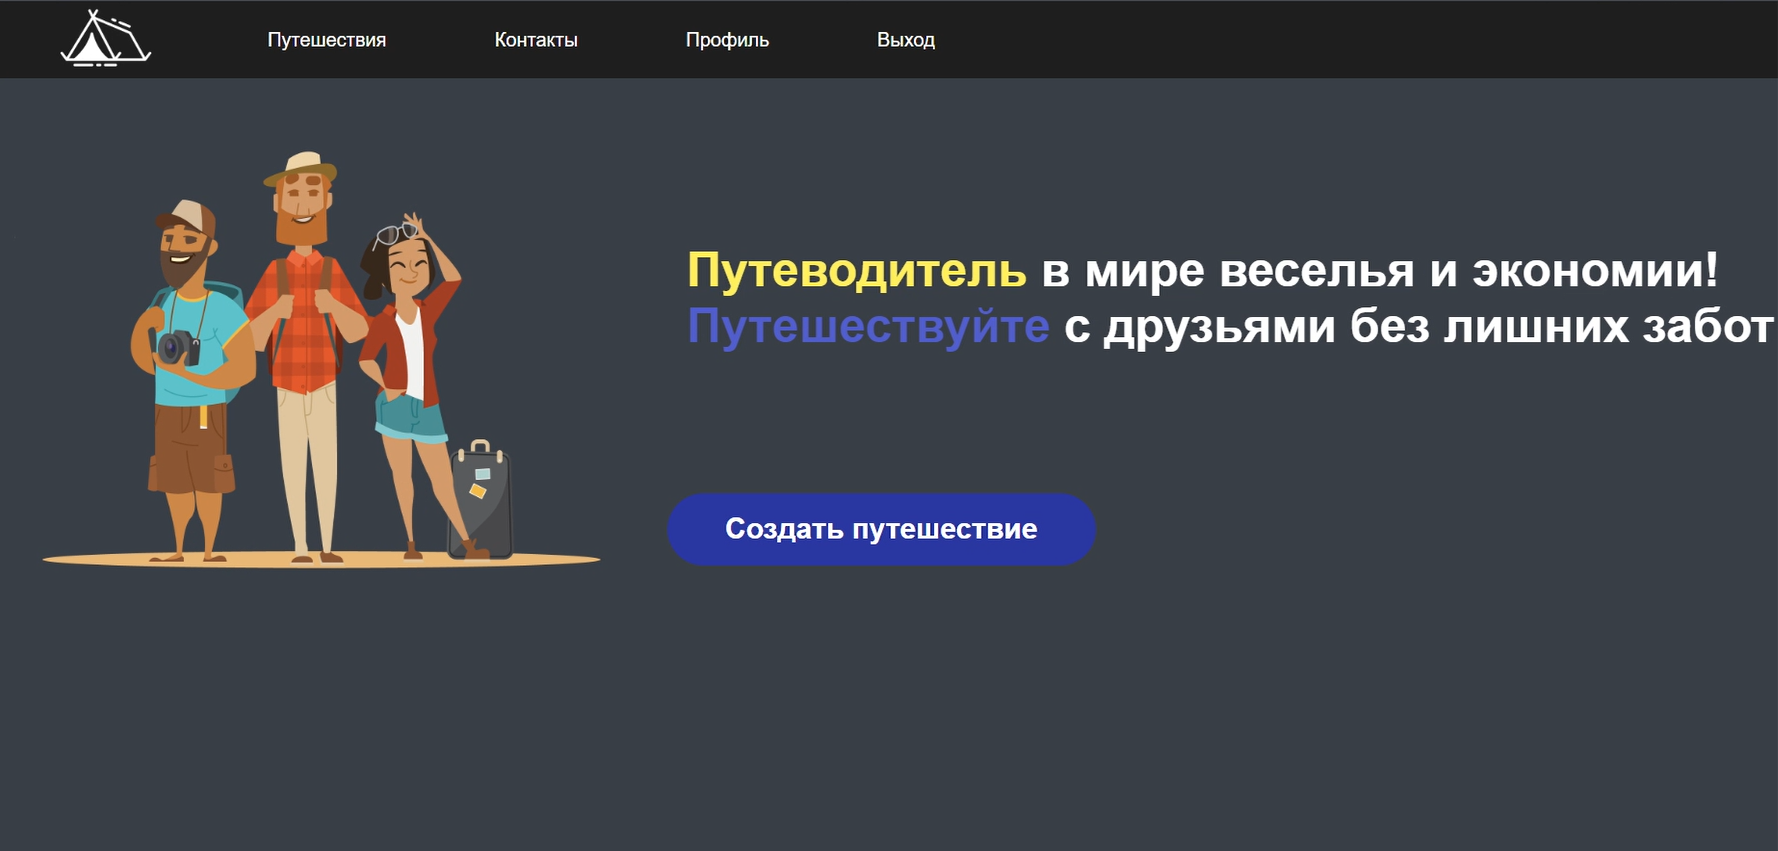 Путешествия Контакты Профиль Выход
Путеводитель в мире веселья и экономии!
Путешествуйте с друзьями без лишних забот
Создать путешествие